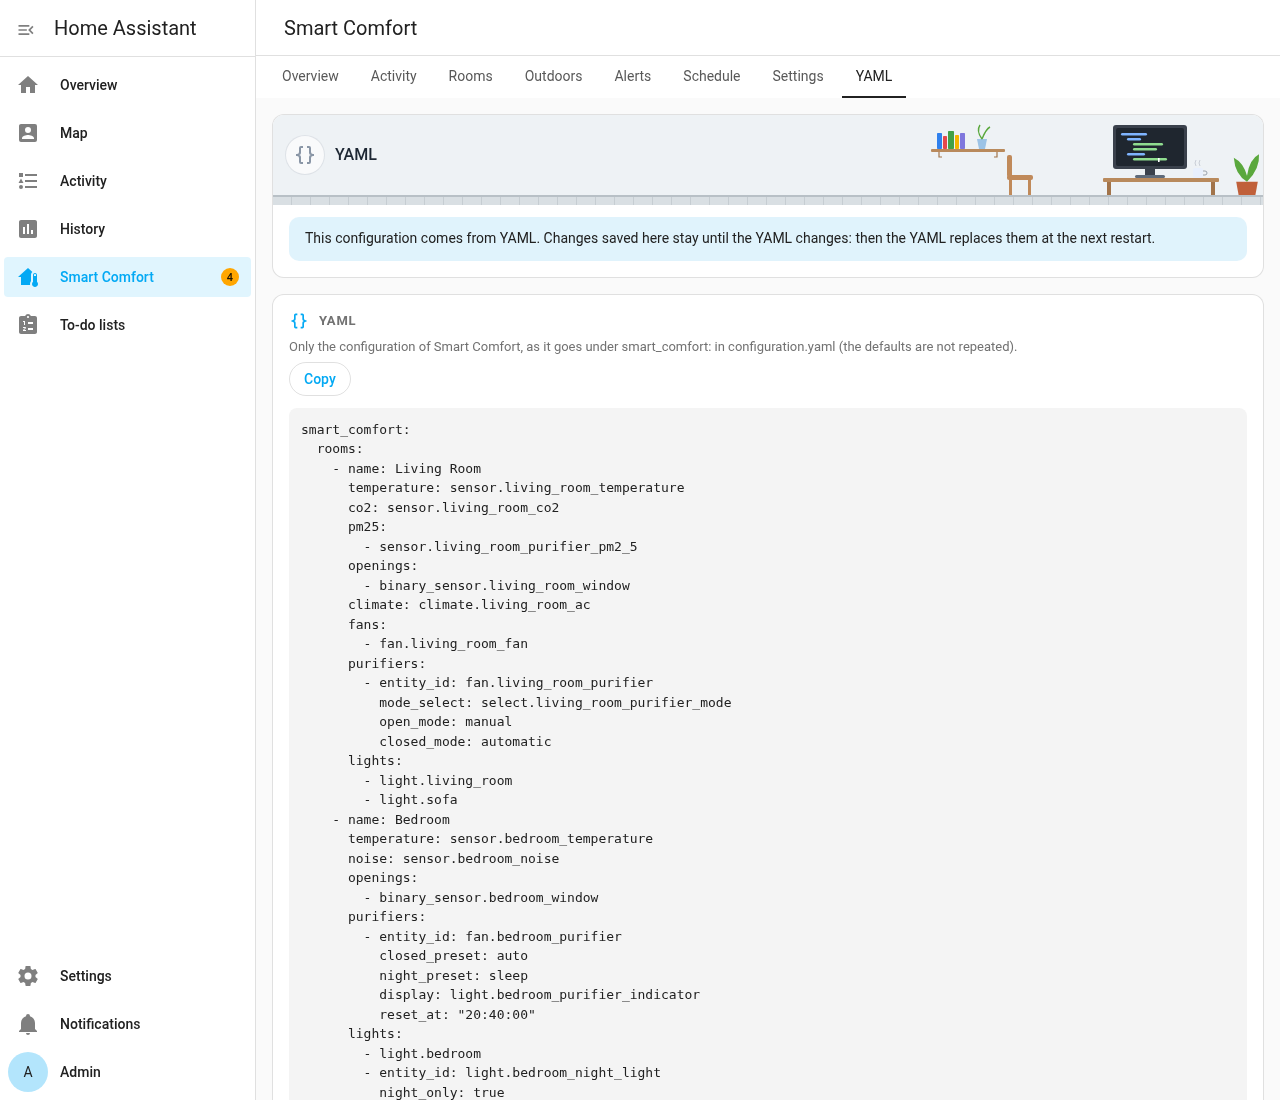 Home Assistant
Overview
Map
Activity
History
Smart Comfort
4
To-do lists
Settings
Notifications
A
Admin
Smart Comfort
Overview
Activity
Rooms
Outdoors
Alerts
Schedule
Settings
YAML
{} YAML
This configuration comes from YAML. Changes saved here stay until the YAML changes: then the YAML replaces them at the next restart.
{} YAML
Only the configuration of Smart Comfort, as it goes under smart_comfort: in configuration.yaml (the defaults are not repeated).
Copy
smart_comfort:
  rooms:
    - name: Living Room
      temperature: sensor.living_room_temperature
      co2: sensor.living_room_co2
      pm25:
        - sensor.living_room_purifier_pm2_5
      openings:
        - binary_sensor.living_room_window
      climate: climate.living_room_ac
      fans:
        - fan.living_room_fan
      purifiers:
        - entity_id: fan.living_room_purifier
          mode_select: select.living_room_purifier_mode
          open_mode: manual
          closed_mode: automatic
      lights:
        - light.living_room
        - light.sofa
    - name: Bedroom
      temperature: sensor.bedroom_temperature
      noise: sensor.bedroom_noise
      openings:
        - binary_sensor.bedroom_window
      purifiers:
        - entity_id: fan.bedroom_purifier
          closed_preset: auto
          night_preset: sleep
          display: light.bedroom_purifier_indicator
          reset_at: "20:40:00"
      lights:
        - light.bedroom
        - entity_id: light.bedroom_night_light
          night_only: true